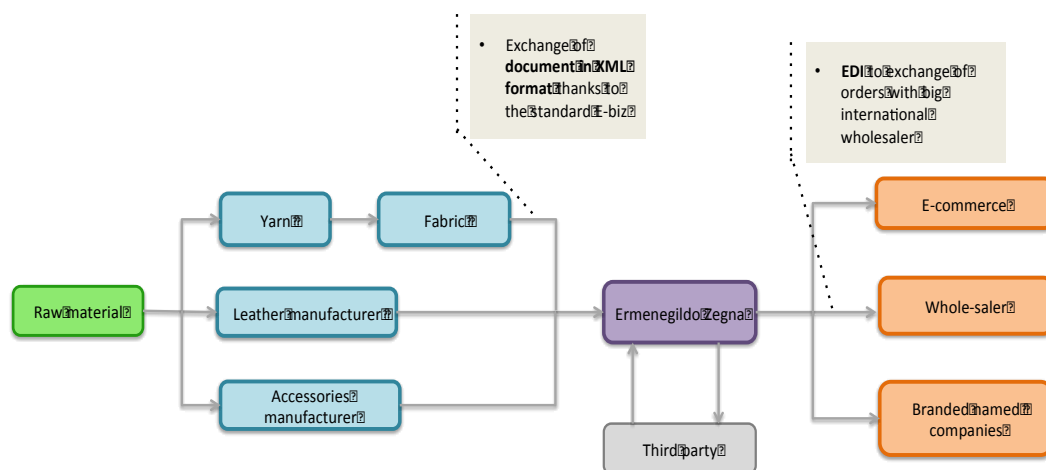 • Exchange of
document in XML
format thanks to
the standard E-biz
• EDI to exchange of
orders with big
international
wholesaler
E-commerce
Yarn
Fabric
Raw material
Leather manufacturer
Ermenegildo Zegna
Whole-saler
Accessories
manufacturer
Branded named
companies
Third party